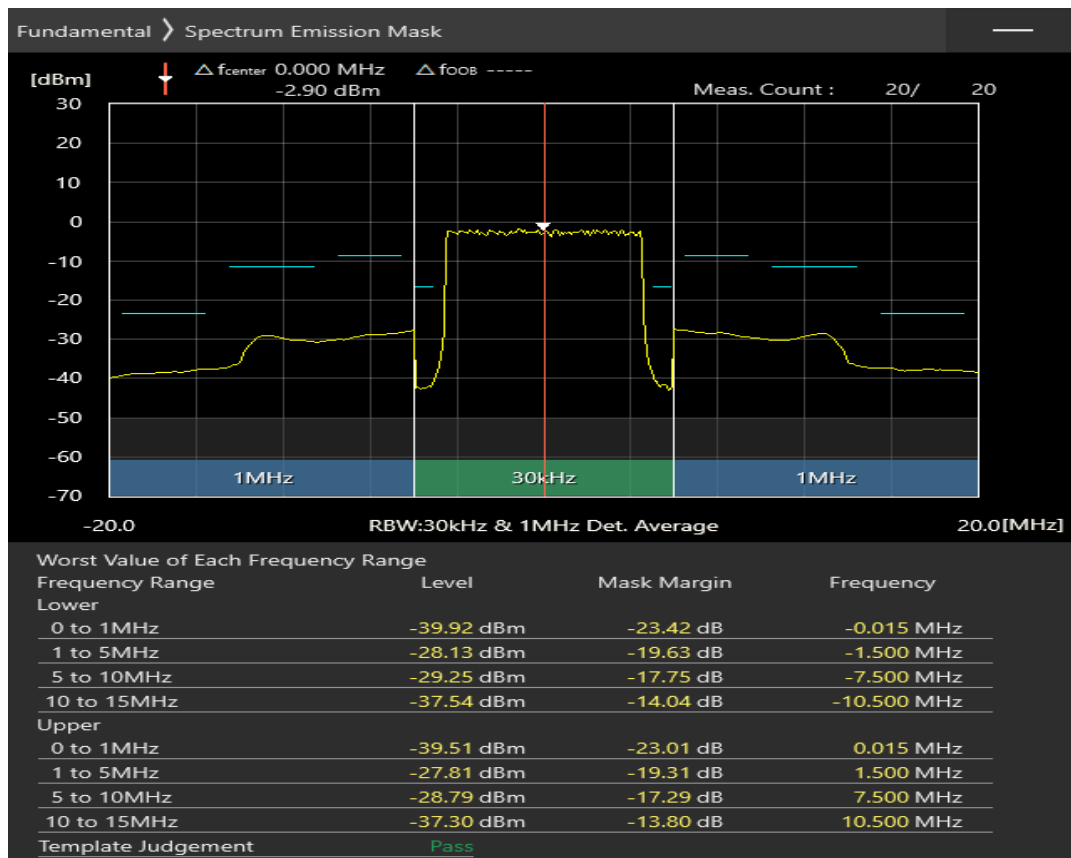 Fundamental ❯ Spectrum Emission Mask
[dBm] △ fcenter 0.000 MHz △ fOOB -----
-2.90 dBm Meas. Count : 20/ 20
30
20
10
0
-10
-20
-30
-40
-50
-60
-70
1MHz 30kHz 1MHz
-20.0 RBW:30kHz & 1MHz Det. Average 20.0[MHz]
Worst Value of Each Frequency Range
Frequency Range Level Mask Margin Frequency
Lower
0 to 1MHz -39.92 dBm -23.42 dB -0.015 MHz
1 to 5MHz -28.13 dBm -19.63 dB -1.500 MHz
5 to 10MHz -29.25 dBm -17.75 dB -7.500 MHz
10 to 15MHz -37.54 dBm -14.04 dB -10.500 MHz
Upper
0 to 1MHz -39.51 dBm -23.01 dB 0.015 MHz
1 to 5MHz -27.81 dBm -19.31 dB 1.500 MHz
5 to 10MHz -28.79 dBm -17.29 dB 7.500 MHz
10 to 15MHz -37.30 dBm -13.80 dB 10.500 MHz
Template Judgement Pass